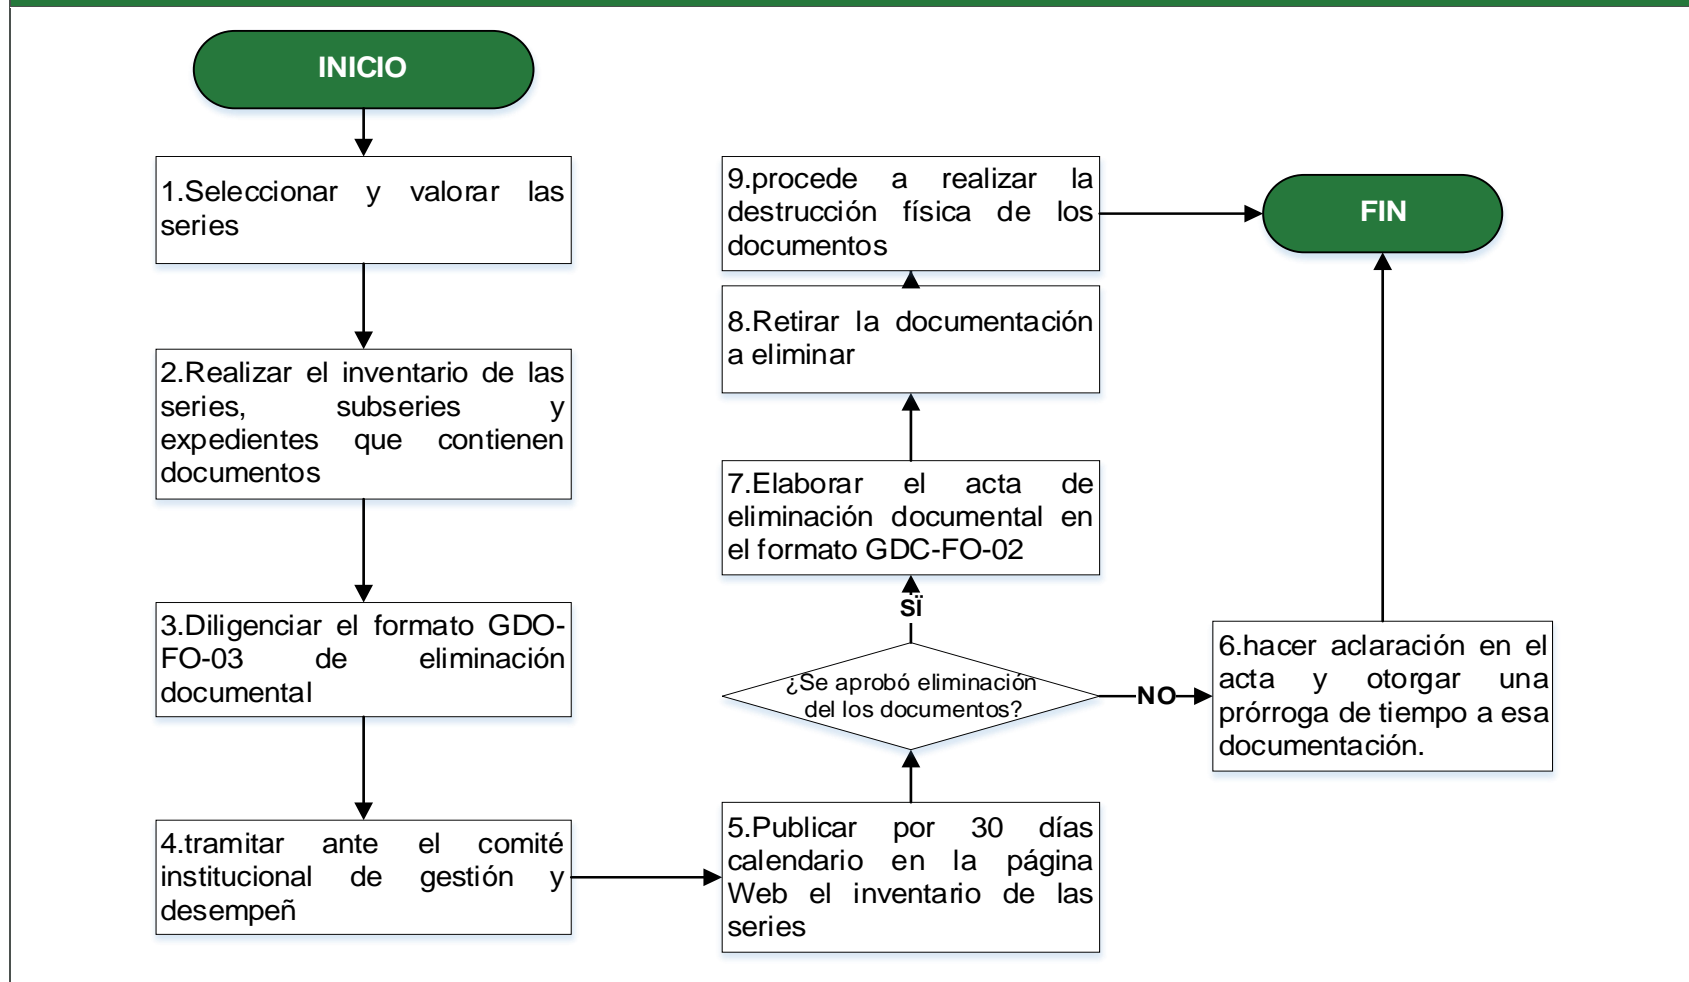 INICIO
1.Seleccionar y valorar las
series
2.Realizar el inventario de las
series, subseries y
expedientes que contienen
documentos
3.Diligenciar el formato GDO-
FO-03 de eliminación
documental
4.tramitar ante el comité
institucional de gestión y
desempeñ
5.Publicar por 30 días
calendario en la página
Web el inventario de las
series
¿Se aprobó eliminación
del los documentos?
NO
6.hacer aclaración en el
acta y otorgar una
prórroga de tiempo a esa
documentación.
SÏ
7.Elaborar el acta de
eliminación documental en
el formato GDC-FO-02
8.Retirar la documentación
a eliminar
9.procede a realizar la
destrucción física de los
documentos
FIN